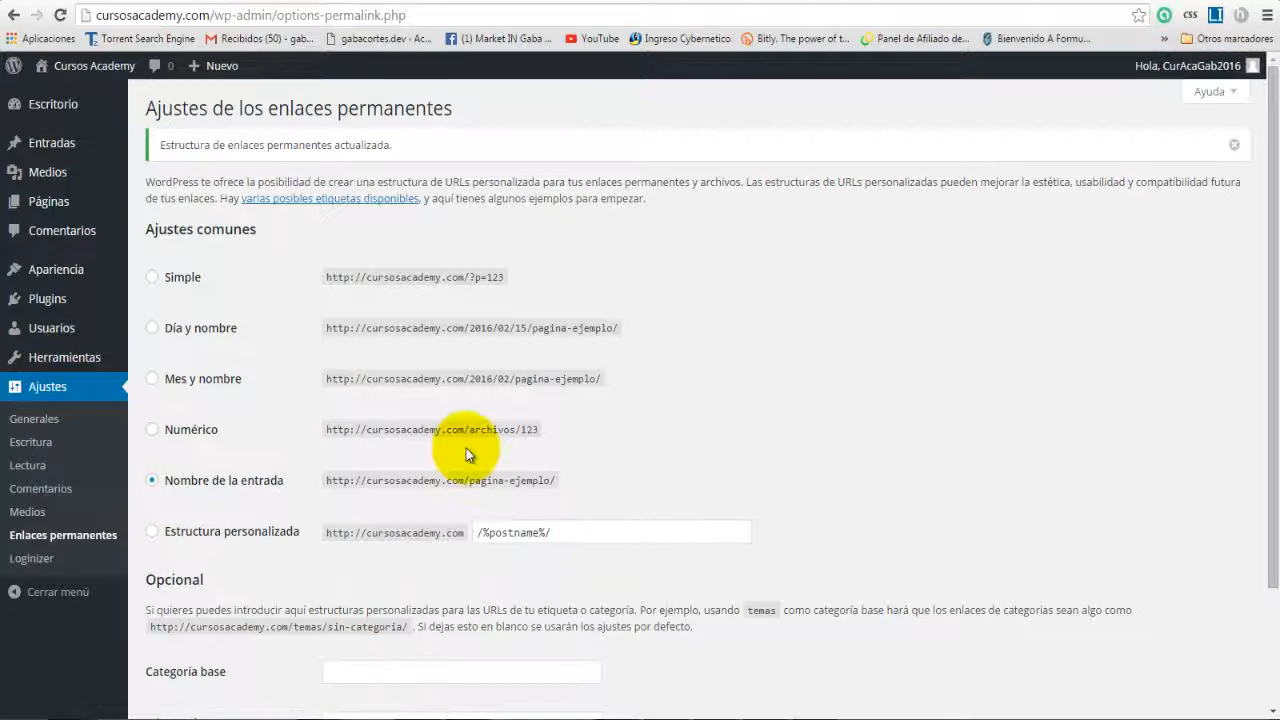 cursosacademy.com/wp-admin/options-permalink.php
CSS
Aplicaciones Torrent Search Engine Recibidos (50) - gab... gabacortes.dev - Ac... (1) Market IN Gaba ... YouTube Ingreso Cybernetico Bitly. The power of t... Panel de Afiliado de... Bienvenido A Formu... » Otros marcadores
Cursos Academy 0 + Nuevo Hola, CurAcaGab2016
Ayuda
Escritorio
Entradas
Medios
Páginas
Comentarios
Apariencia
Plugins
Usuarios
Herramientas
Ajustes
Generales
Escritura
Lectura
Comentarios
Medios
Enlaces permanentes
Loginizer
Cerrar menú
Ajustes de los enlaces permanentes
Estructura de enlaces permanentes actualizada.
WordPress te ofrece la posibilidad de crear una estructura de URLs personalizada para tus enlaces permanentes y archivos. Las estructuras de URLs personalizadas pueden mejorar la estética, usabilidad y compatibilidad futura
de tus enlaces. Hay varias posibles etiquetas disponibles, y aquí tienes algunos ejemplos para empezar.
Ajustes comunes
Simple http://cursosacademy.com/?p=123
Día y nombre http://cursosacademy.com/2016/02/15/pagina-ejemplo/
Mes y nombre http://cursosacademy.com/2016/02/pagina-ejemplo/
Numérico http://cursosacademy.com/archivos/123
Nombre de la entrada http://cursosacademy.com/pagina-ejemplo/
Estructura personalizada http://cursosacademy.com /%postname%/
Opcional
Si quieres puedes introducir aquí estructuras personalizadas para las URLs de tu etiqueta o categoría. Por ejemplo, usando temas como categoría base hará que los enlaces de categorías sean algo como
http://cursosacademy.com/temas/sin-categoria/ . Si dejas esto en blanco se usarán los ajustes por defecto.
Categoría base